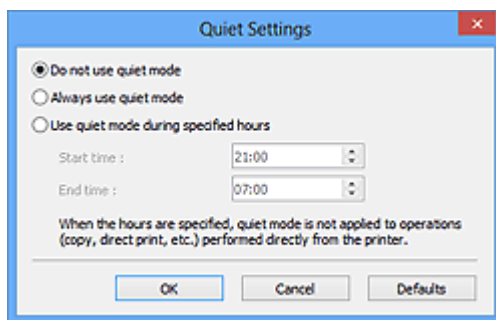 Quiet Settings
Do not use quiet mode
Always use quiet mode
Use quiet mode during specified hours
Start time : 21:00
End time : 07:00
When the hours are specified, quiet mode is not applied to operations
(copy, direct print, etc.) performed directly from the printer.
OK Cancel Defaults